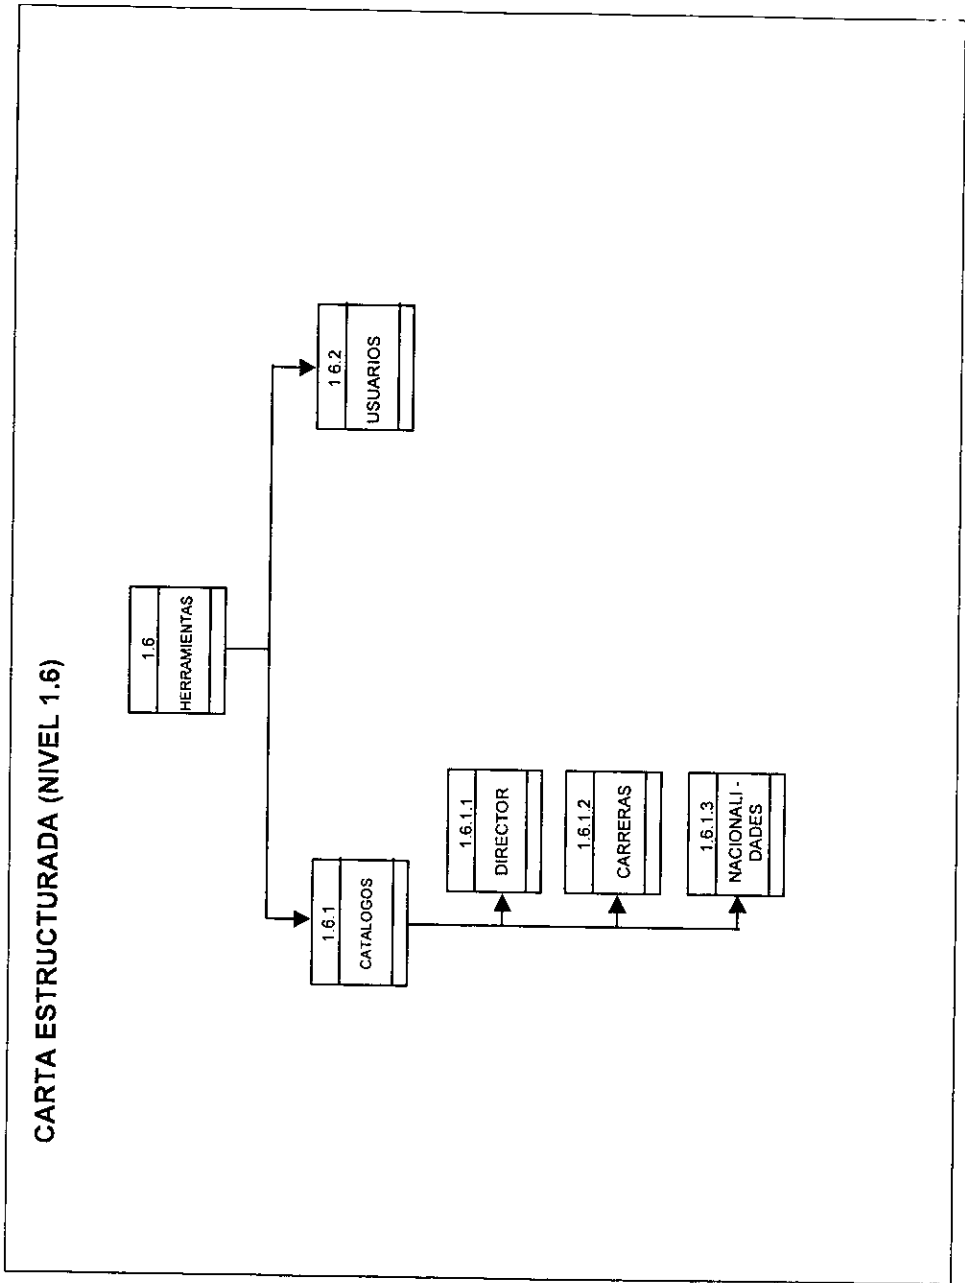 CARTA ESTRUCTURADA (NIVEL 1.6)
1.6
HERRAMIENTAS
1.6.1
CATALOGOS
1 6.2
USUARIOS
1.6.1.1
DIRECTOR
1.6.1.2
CARRERAS
1.6.1.3
NACIONALI -
DADES